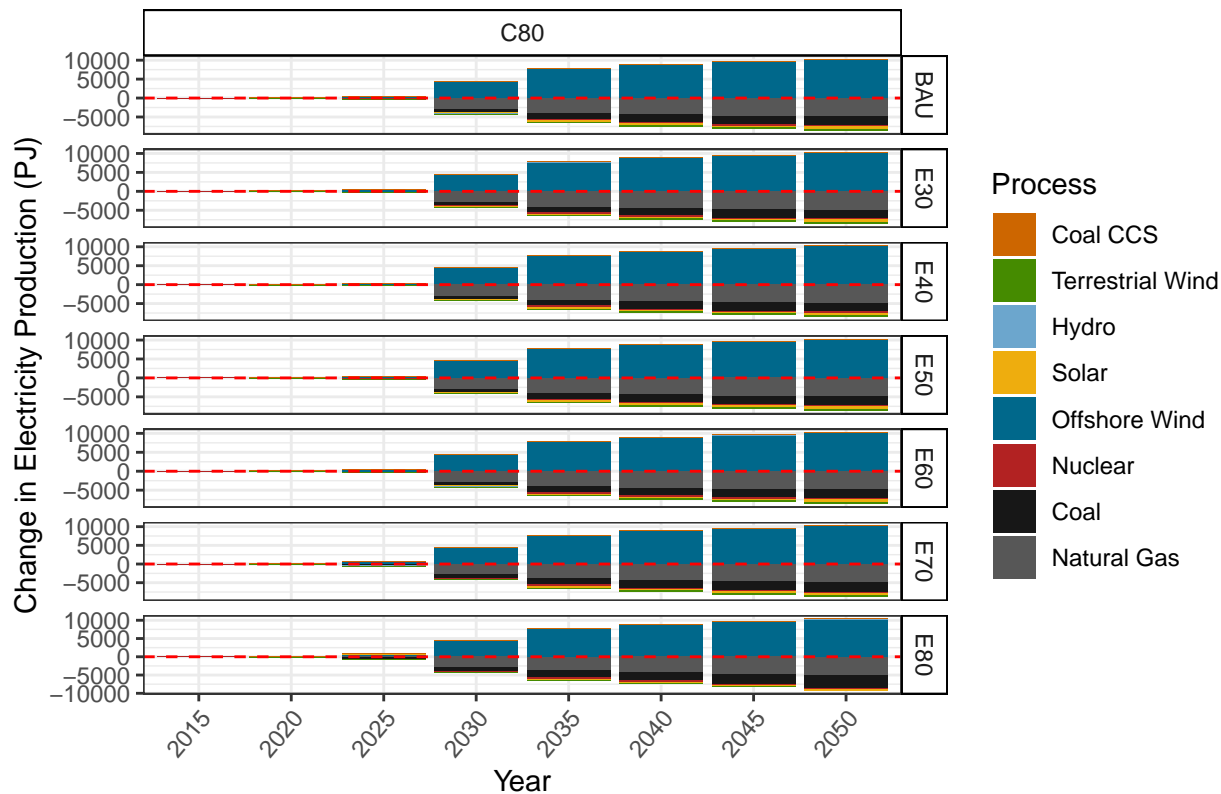 C80
Change in Electricity Production (PJ)
10000
5000
0
−5000
BAU
10000
5000
0
−5000
E30
10000
5000
0
−5000
E40
10000
5000
0
−5000
E50
10000
5000
0
−5000
E60
10000
5000
0
−5000
E70
10000
5000
0
−5000
−10000
E80
2015
2020
2025
2030
2035
2040
2045
2050
Year
Process
Coal CCS
Terrestrial Wind
Hydro
Solar
Offshore Wind
Nuclear
Coal
Natural Gas